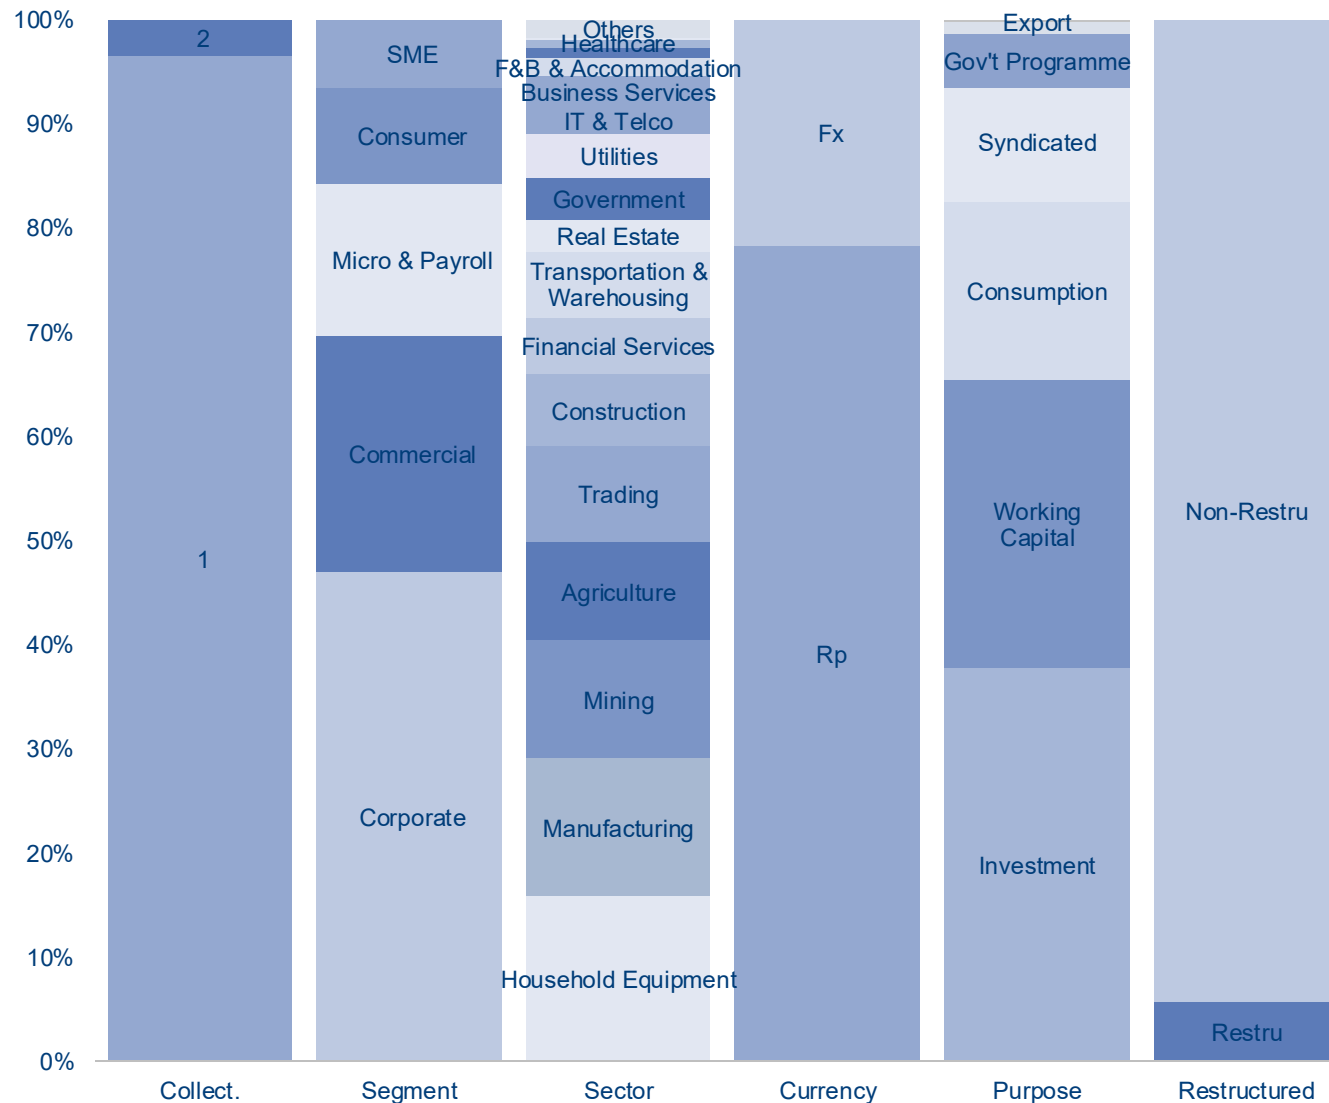 100%
90%
80%
70%
60%
50%
40%
30%
20%
10%
0%
2
1
SME
Consumer
Micro & Payroll
Commercial
Corporate
Others
Healthcare
F&B & Accommodation
Business Services
IT & Telco
Utilities
Government
Real Estate
Transportation &
Warehousing
Financial Services
Construction
Trading
Agriculture
Mining
Manufacturing
Household Equipment
Fx
Rp
Export
Gov't Programme
Syndicated
Consumption
Working
Capital
Investment
Non-Restru
Restru
Collect.
Segment
Sector
Currency
Purpose
Restructured